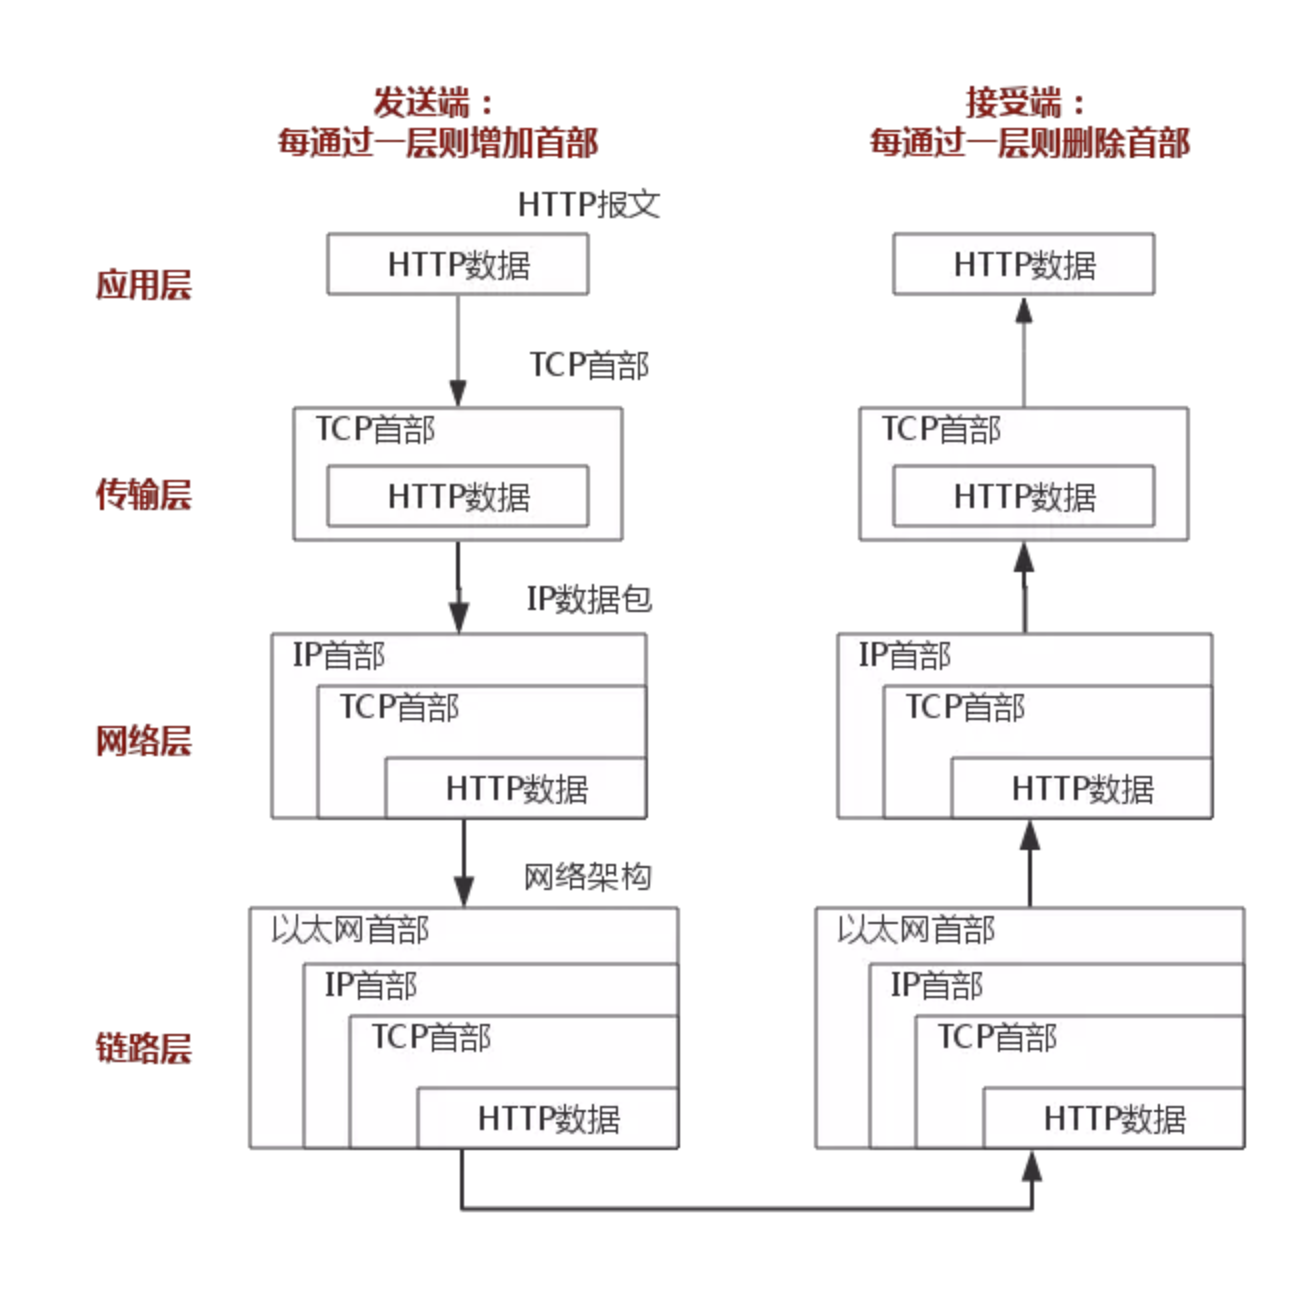 发送端：
每通过一层则增加首部
接受端：
每通过一层则删除首部
HTTP报文
应用层
HTTP数据
HTTP数据
TCP首部
传输层
TCP首部
HTTP数据
TCP首部
HTTP数据
IP数据包
网络层
IP首部
TCP首部
HTTP数据
IP首部
TCP首部
HTTP数据
网络架构
链路层
以太网首部
IP首部
TCP首部
HTTP数据
以太网首部
IP首部
TCP首部
HTTP数据